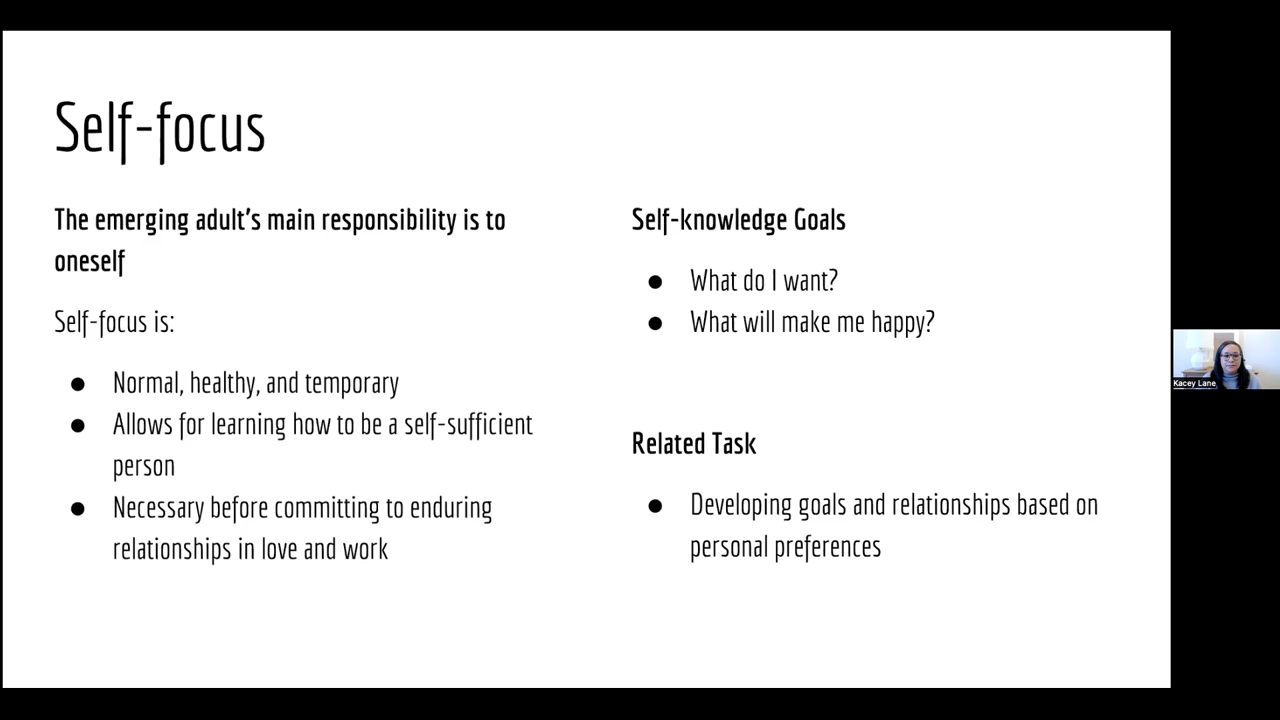 Self-focus
The emerging adult's main responsibility is to
oneself
Self-focus is:
● Normal, healthy, and temporary
● Allows for learning how to be a self-sufficient
person
● Necessary before committing to enduring
relationships in love and work
Self-knowledge Goals
● What do I want?
● What will make me happy?
Related Task
● Developing goals and relationships based on
personal preferences
Kacey Lane